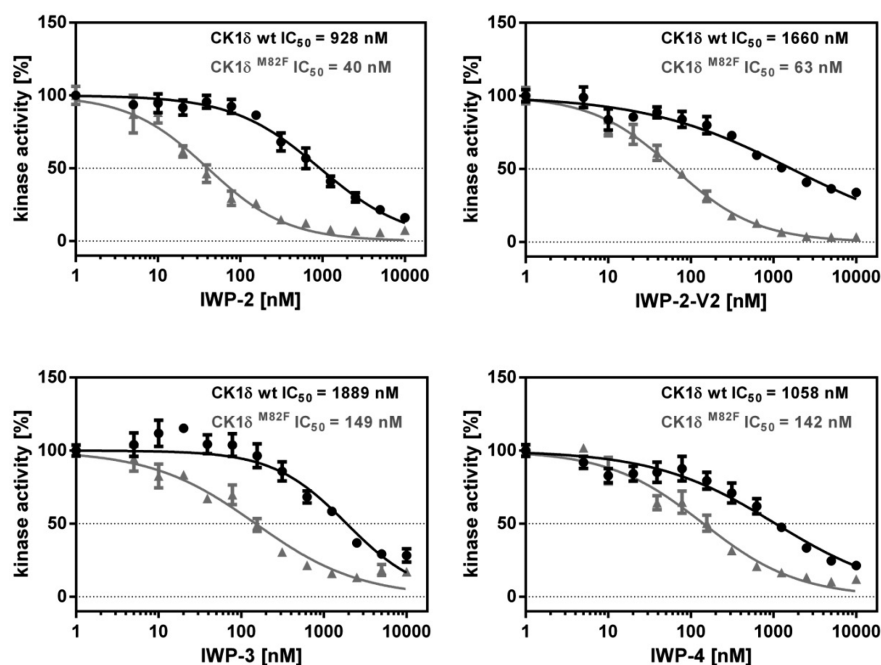 150
CK1δ wt IC50 = 928 nM
CK1δ M82F IC50 = 40 nM
100
50
0
kinase activity [%]
1 10 100 1000 10000
IWP-2 [nM]
150
CK1δ wt IC50 = 1660 nM
CK1δ M82F IC50 = 63 nM
100
50
0
kinase activity [%]
1 10 100 1000 10000
IWP-2-V2 [nM]
150
CK1δ wt IC50 = 1889 nM
CK1δ M82F IC50 = 149 nM
100
50
0
kinase activity [%]
1 10 100 1000 10000
IWP-3 [nM]
150
CK1δ wt IC50 = 1058 nM
CK1δ M82F IC50 = 142 nM
100
50
0
kinase activity [%]
1 10 100 1000 10000
IWP-4 [nM]